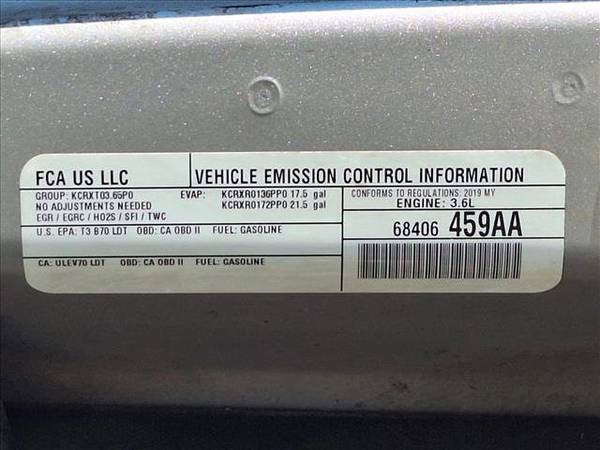 FCA US LLC
VEHICLE EMISSION CONTROL INFORMATION
GROUP: KCRXT03.65P0
NO ADJUSTMENTS NEEDED
EGR / EGRC / HO2S / SFI / TWC
EVAP: KCRXR0136PP0 17.5 gal
KCRXR0172PP0 21.5 gal
CONFORMS TO REGULATIONS: 2019 MY
ENGINE: 3.6L
U.S. EPA: T3 B70 LDT OBD: CA OBD II FUEL: GASOLINE
68406 459AA
CA: ULEV70 LDT OBD: CA OBD II FUEL: GASOLINE